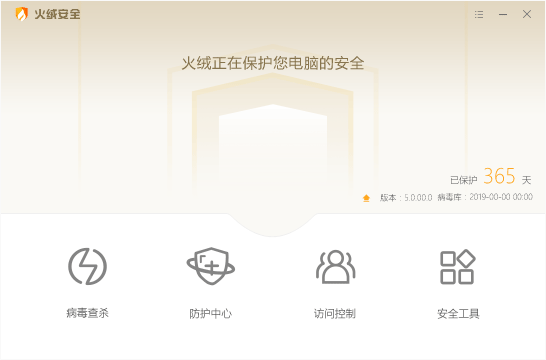 火绒安全
火绒正在保护您电脑的安全
已保护 365 天
版本：5.0.00.0 病毒库：2019-00-00 00:00
病毒查杀
防护中心
访问控制
安全工具